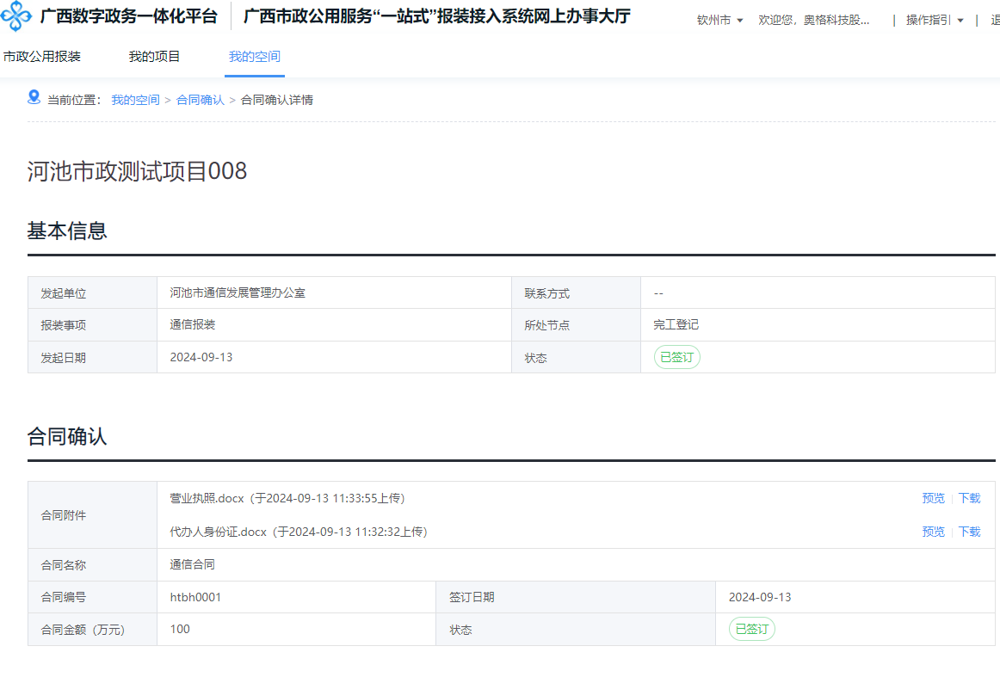 广西数字政务一体化平台 广西市政公用服务“一站式”报装接入系统网上办事大厅 钦州市 欢迎您, 奥格科技股... | 操作指引 | 退
市政公用报装 我的项目 我的空间
当前位置： 我的空间 > 合同确认 > 合同确认详情
河池市政测试项目008
基本信息
发起单位 河池市通信发展管理办公室 联系方式 --
报装事项 通信报装 所处节点 完工登记
发起日期 2024-09-13 状态 已签订
合同确认
合同附件
营业执照.docx（于2024-09-13 11:33:55上传） 预览 | 下载
代办人身份证.docx（于2024-09-13 11:32:32上传） 预览 | 下载
合同名称 通信合同
合同编号 htbh0001 签订日期 2024-09-13
合同金额（万元） 100 状态 已签订